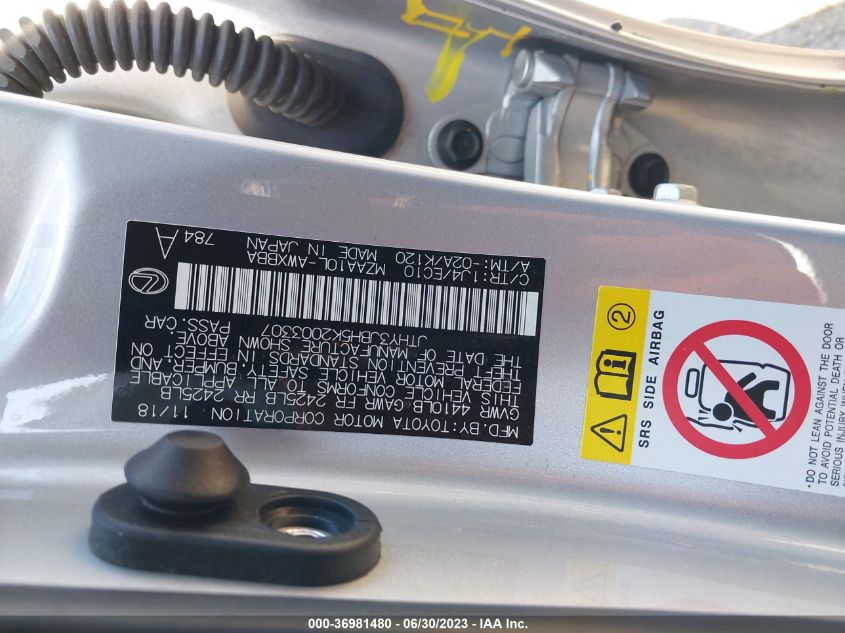 MFD. BY: TOYOTA MOTOR CORPORATION 11/18
GVWR 4410LB GAWR FR 2425LB RR 2425LB
THIS VEHICLE CONFORMS TO ALL APPLICABLE
FEDERAL MOTOR VEHICLE SAFETY, BUMPER, AND
THEFT PREVENTION STANDARDS IN EFFECT ON
THE DATE OF MANUFACTURE SHOWN ABOVE.
JTHY3JBH5K2003307 PASS. CAR
C/TR: 1J4/EC10 MZAA10L-AWXBBA
A/TM: -02A/K120 MADE IN JAPAN 784 A
2
SRS SIDE AIRBAG
• DO NOT LEAN AGAINST THE DOOR
TO AVOID POTENTIAL DEATH OR
SERIOUS INJURY WHEN
000-36981480 - 06/30/2023 - IAA Inc.